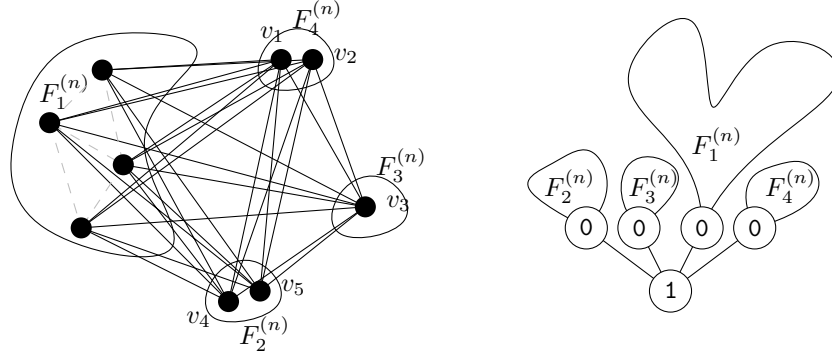 F_4^{(n)}
v_1
v_2
F_1^{(n)}
F_3^{(n)}
v_3
v_5
v_4
F_2^{(n)}
F_1^{(n)}
F_2^{(n)} F_3^{(n)} F_4^{(n)}
0 0 0 0
1